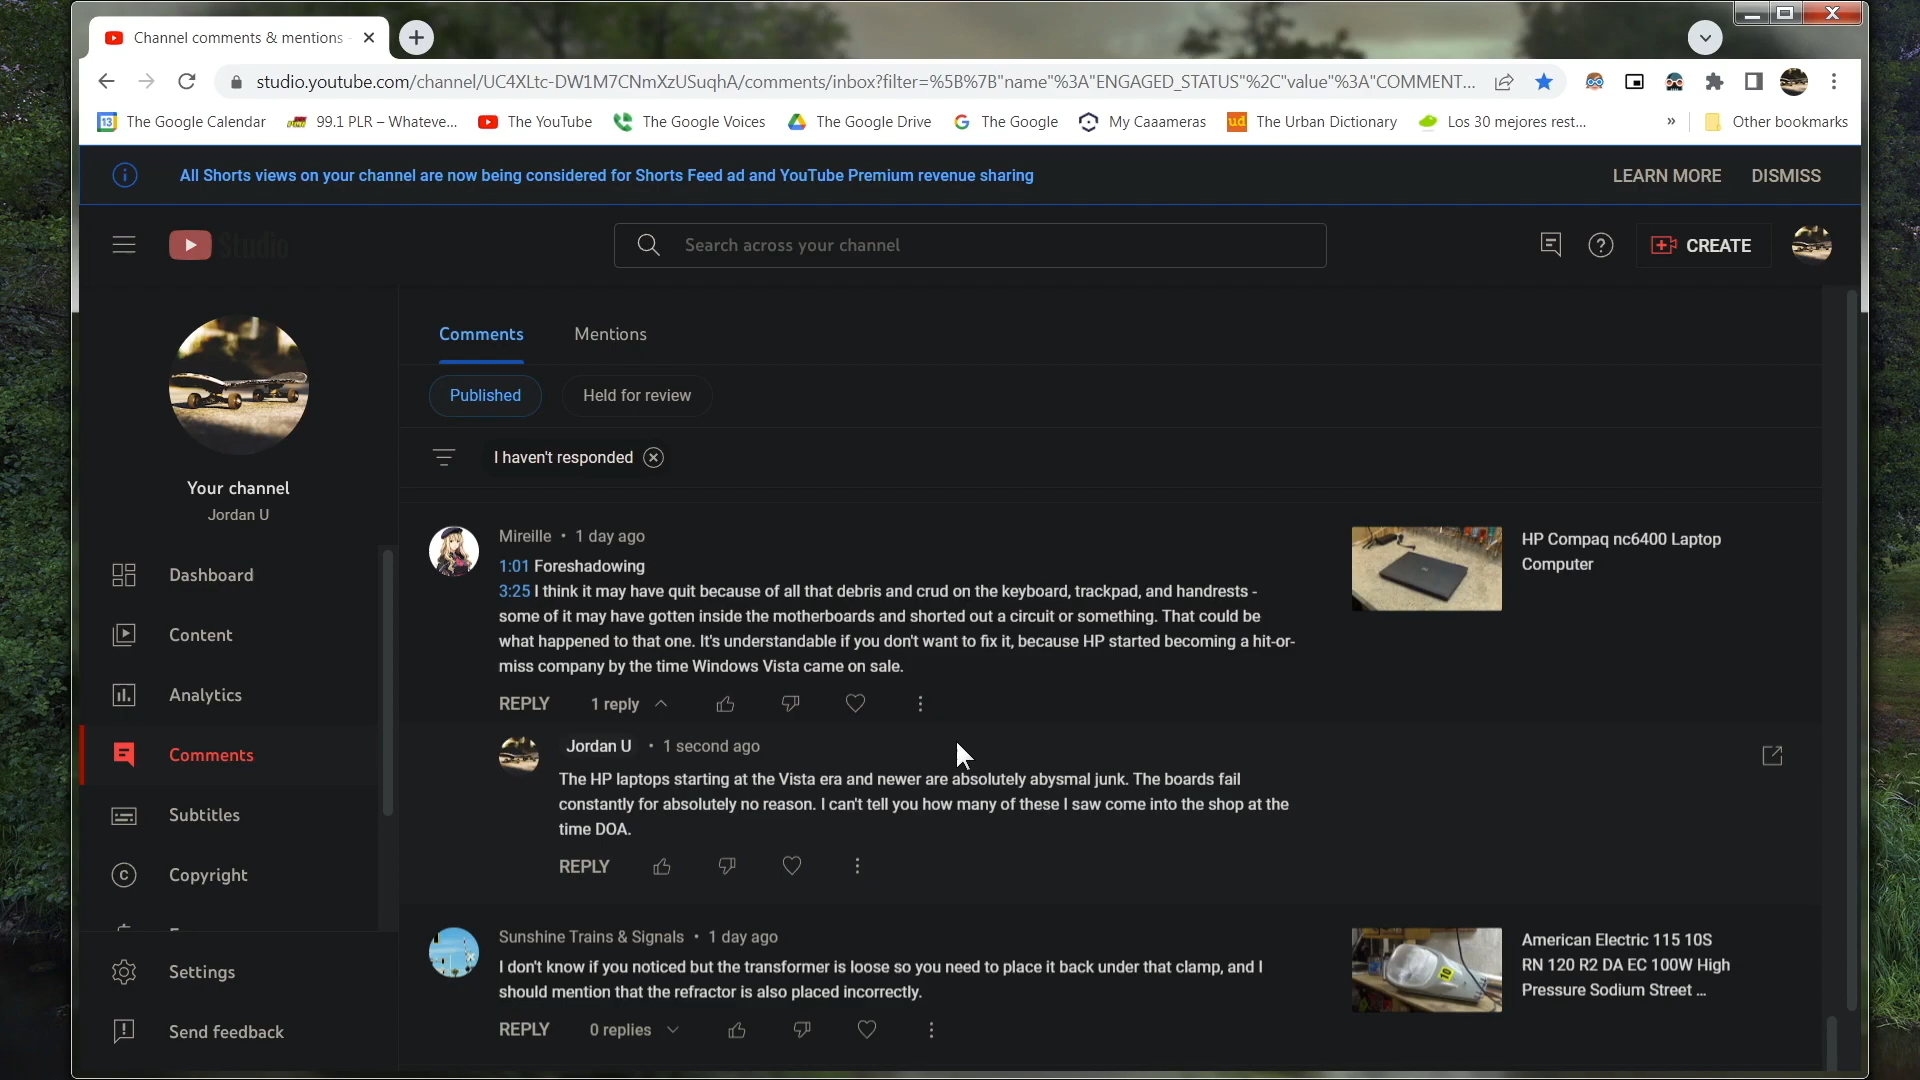 Channel comments & mentions -
studio.youtube.com/channel/UC4XLtc-DW1M7CNmXzUSuqhA/comments/inbox?filter=%5B%7B"name"%3A"ENGAGED_STATUS"%2C"value"%3A"COMMENT...
13 The Google Calendar 99.1 PLR – Whateve... The YouTube The Google Voices The Google Drive The Google My Caaameras ud The Urban Dictionary Los 30 mejores rest... » Other bookmarks
All Shorts views on your channel are now being considered for Shorts Feed ad and YouTube Premium revenue sharing LEARN MORE DISMISS
Studio Search across your channel CREATE
Comments Mentions
Published Held for review
I haven't responded
Your channel
Jordan U
Dashboard
Content
Analytics
Comments
Subtitles
Copyright
Settings
Send feedback
Mireille • 1 day ago
1:01 Foreshadowing
3:25 I think it may have quit because of all that debris and crud on the keyboard, trackpad, and handrests -
some of it may have gotten inside the motherboards and shorted out a circuit or something. That could be
what happened to that one. It's understandable if you don't want to fix it, because HP started becoming a hit-or-
miss company by the time Windows Vista came on sale.
REPLY 1 reply
HP Compaq nc6400 Laptop
Computer
Jordan U • 1 second ago
The HP laptops starting at the Vista era and newer are absolutely abysmal junk. The boards fail
constantly for absolutely no reason. I can't tell you how many of these I saw come into the shop at the
time DOA.
REPLY
Sunshine Trains & Signals • 1 day ago
I don't know if you noticed but the transformer is loose so you need to place it back under that clamp, and I
should mention that the refractor is also placed incorrectly.
REPLY 0 replies
10
American Electric 115 10S
RN 120 R2 DA EC 100W High
Pressure Sodium Street ...